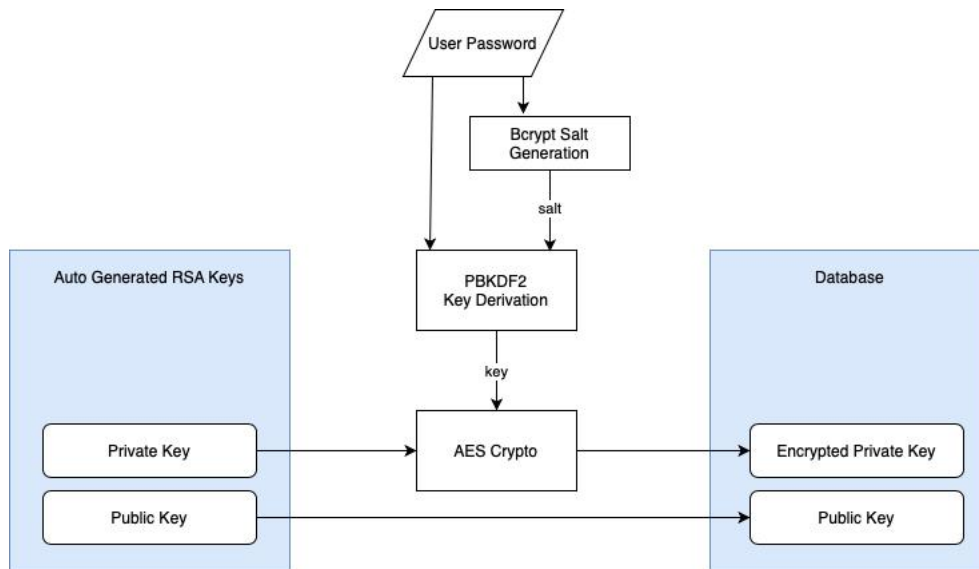 User Password
Bcrypt Salt
Generation
salt
Auto Generated RSA Keys
PBKDF2
Key Derivation
Database
key
Private Key
AES Crypto
Encrypted Private Key
Public Key
Public Key